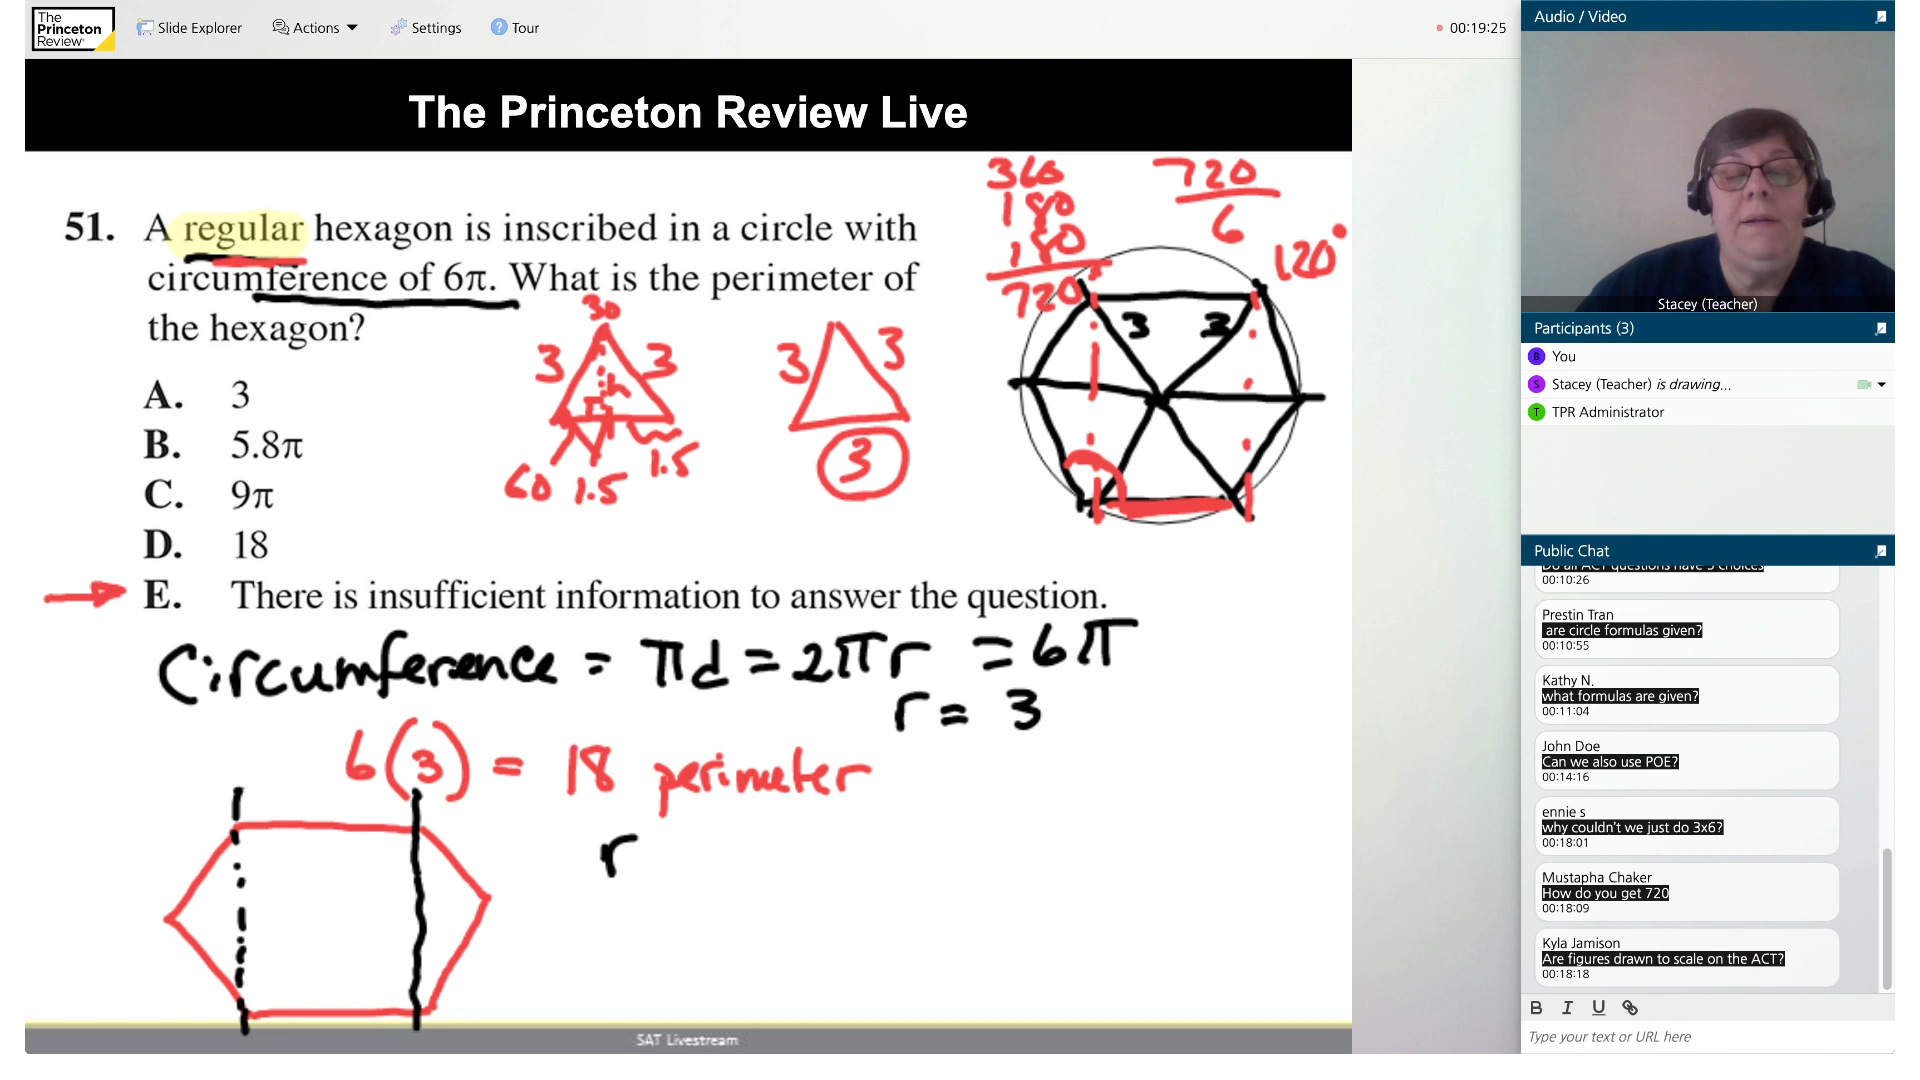 The
Princeton
Review
Slide Explorer
Actions
Settings
Tour
00:19:25
The Princeton Review Live
51. A regular hexagon is inscribed in a circle with
circumference of 6π. What is the perimeter of
the hexagon?
A. 3
B. 5.8π
C. 9π
D. 18
E. There is insufficient information to answer the question.
360
180
180
720
720
6
120°
30
3
3
h
60
1.5
1.5
3
3
3
3
3
Circumference = πd = 2πr = 6π
r = 3
6(3) = 18 perimeter
r
SAT Livestream
Audio / Video
Stacey (Teacher)
Participants (3)
B You
S Stacey (Teacher) is drawing...
T TPR Administrator
Public Chat
Do all ACT questions have 5 choices
00:10:26
Prestin Tran
are circle formulas given?
00:10:55
Kathy N.
what formulas are given?
00:11:04
John Doe
Can we also use POE?
00:14:16
ennie s
why couldn't we just do 3x6?
00:18:01
Mustapha Chaker
How do you get 720
00:18:09
Kyla Jamison
Are figures drawn to scale on the ACT?
00:18:18
B I U
Type your text or URL here